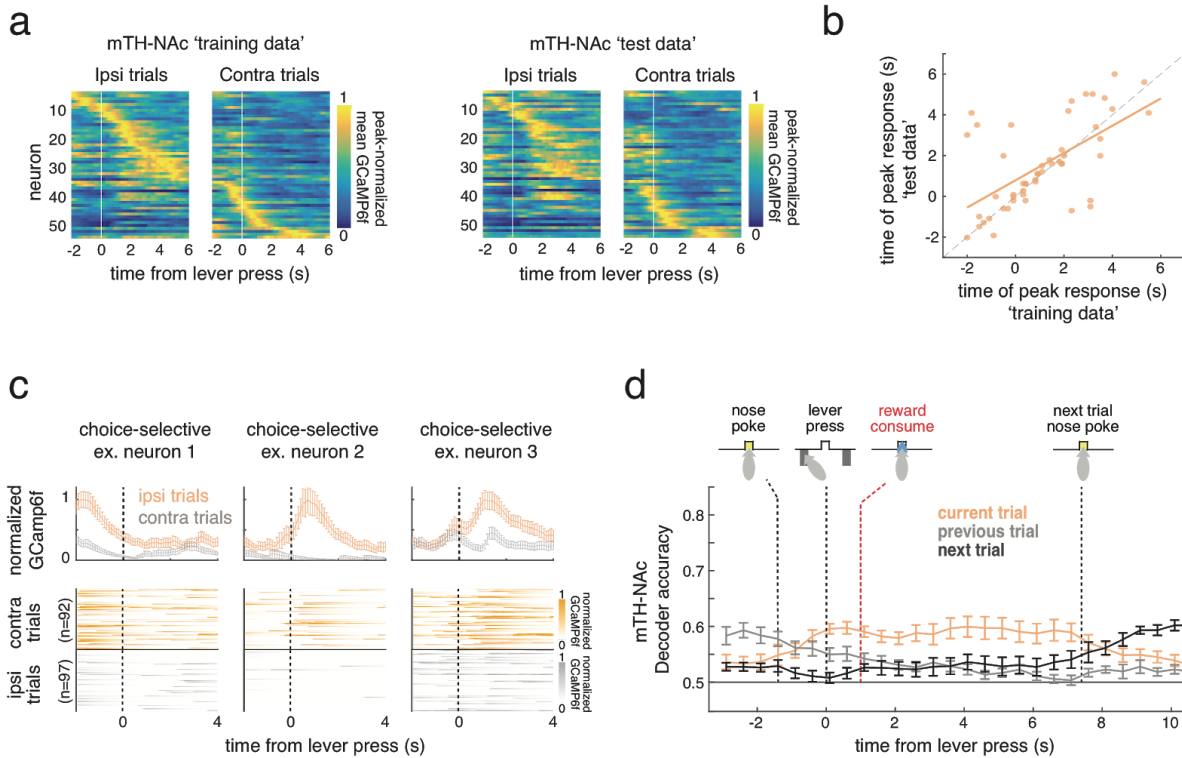 a
mTH-NAc 'training data'
Ipsi trials
Contra trials
neuron
10
20
30
40
50
-2 0 2 4 6
-2 0 2 4 6
time from lever press (s)
1
0
peak-normalized
mean GCaMP6f
mTH-NAc 'test data'
Ipsi trials
Contra trials
10
20
30
40
50
-2 0 2 4 6
-2 0 2 4 6
time from lever press (s)
1
0
peak-normalized
mean GCaMP6f
b
time of peak response (s)
'test data'
6
4
2
0
-2
-2 0 2 4 6
time of peak response (s)
'training data'
c
choice-selective
ex. neuron 1
choice-selective
ex. neuron 2
choice-selective
ex. neuron 3
normalized
GCamp6f
1
0
ipsi trials
contra trials
contra
trials
(n=92)
ipsi
trials
(n=97)
1
0
normalized
GCaMP6f
1
0
normalized
GCaMP6f
0 4
0 4
0 4
time from lever press (s)
d
nose
poke
lever
press
reward
consume
next trial
nose poke
current trial
previous trial
next trial
mTH-NAc
Decoder accuracy
0.8
0.7
0.6
0.5
-2 0 2 4 6 8 10
time from lever press (s)